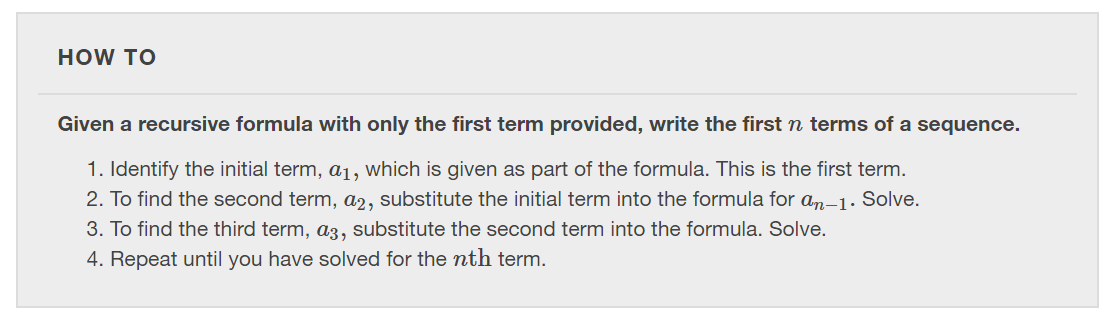 HOW TO
Given a recursive formula with only the first term provided, write the first n terms of a sequence.
1. Identify the initial term, a₁, which is given as part of the formula. This is the first term.
2. To find the second term, a₂, substitute the initial term into the formula for aₙ₋₁. Solve.
3. To find the third term, a₃, substitute the second term into the formula. Solve.
4. Repeat until you have solved for the nth term.